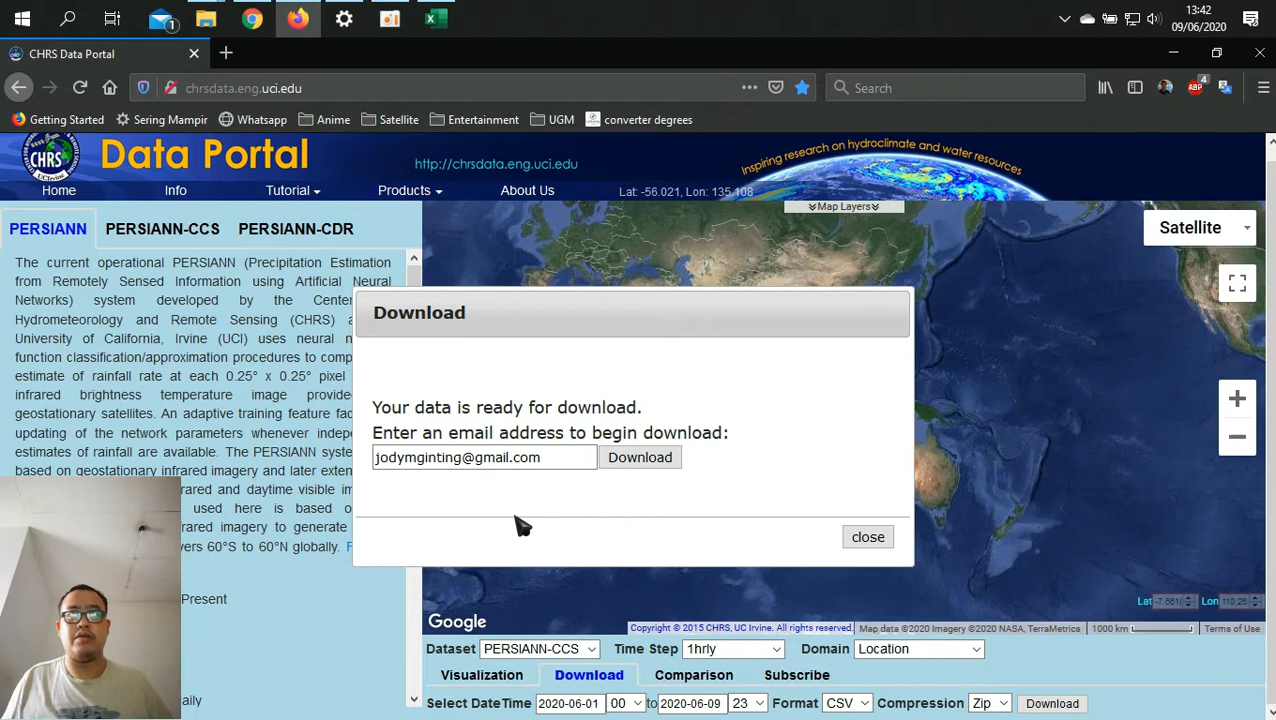 13:42
09/06/2020
1
CHRS Data Portal
chrsdata.eng.uci.edu
Search
4
ABP
Getting Started
Sering Mampir
Whatsapp
Anime
Satellite
Entertainment
UGM
converter degrees
CHRS
Data Portal
http://chrsdata.eng.uci.edu
Inspiring research on hydroclimate and water resources
Home
Info
Tutorial
Products
About Us
Lat: -56.021, Lon: 135.108
Map Layers
PERSIANN
PERSIANN-CCS
PERSIANN-CDR
Satellite
The current operational PERSIANN (Precipitation Estimation
from Remotely Sensed Information using Artificial Neural
Networks) system developed by the Cente
Hydrometeorology and Remote Sensing (CHRS) a
University of California, Irvine (UCI) uses neural n
function classification/approximation procedures to comp
estimate of rainfall rate at each 0.25° x 0.25° pixel
infrared brightness temperature image provid
geostationary satellites. An adaptive training feature fac
updating of the network parameters whenever indep
estimates of rainfall are available. The PERSIANN syst
based on geostationary infrared imagery and later exten
rared and daytime visible im
used here is based o
rared imagery to generate
vers 60°S to 60°N globally.
Present
aily
Download
Your data is ready for download.
Enter an email address to begin download:
jodymginting@gmail.com
Download
close
Google
Lat
Lon
Copyright © 2015 CHRS, UC Irvine. All rights reserved.
Map data ©2020 Imagery ©2020 NASA, TerraMetrics
1000 km
Terms of Use
Dataset PERSIANN-CCS Time Step 1hrly Domain Location
Visualization Download Comparison Subscribe
Select DateTime 2020-06-01 00 to 2020-06-09 23 Format CSV Compression Zip Download